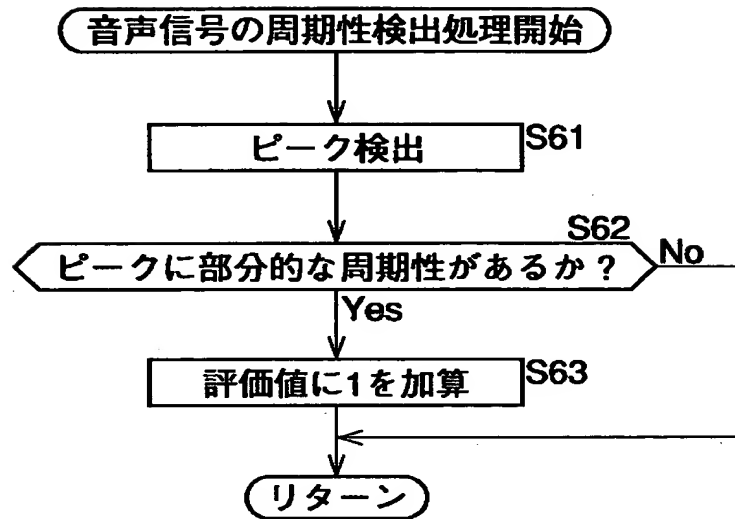 音声信号の周期性検出処理開始
ピーク検出
S61
S62
ピークに部分的な周期性があるか?
No
Yes
評価値に1を加算
S63
リターン